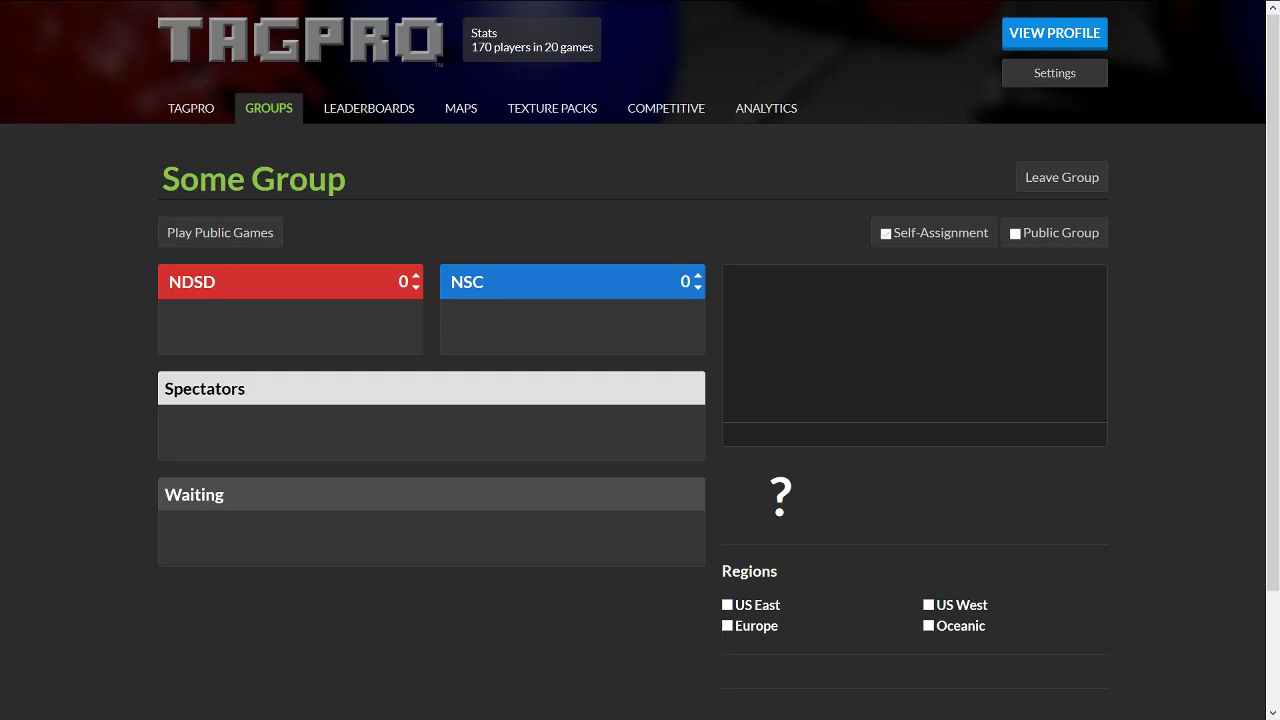 TAGPRO™
Stats
170 players in 20 games
VIEW PROFILE
Settings
TAGPRO GROUPS LEADERBOARDS MAPS TEXTURE PACKS COMPETITIVE ANALYTICS
Some Group
Leave Group
Play Public Games
Self-Assignment
Public Group
NDSD 0
NSC 0
Spectators
Waiting
?
Regions
US East
US West
Europe
Oceanic